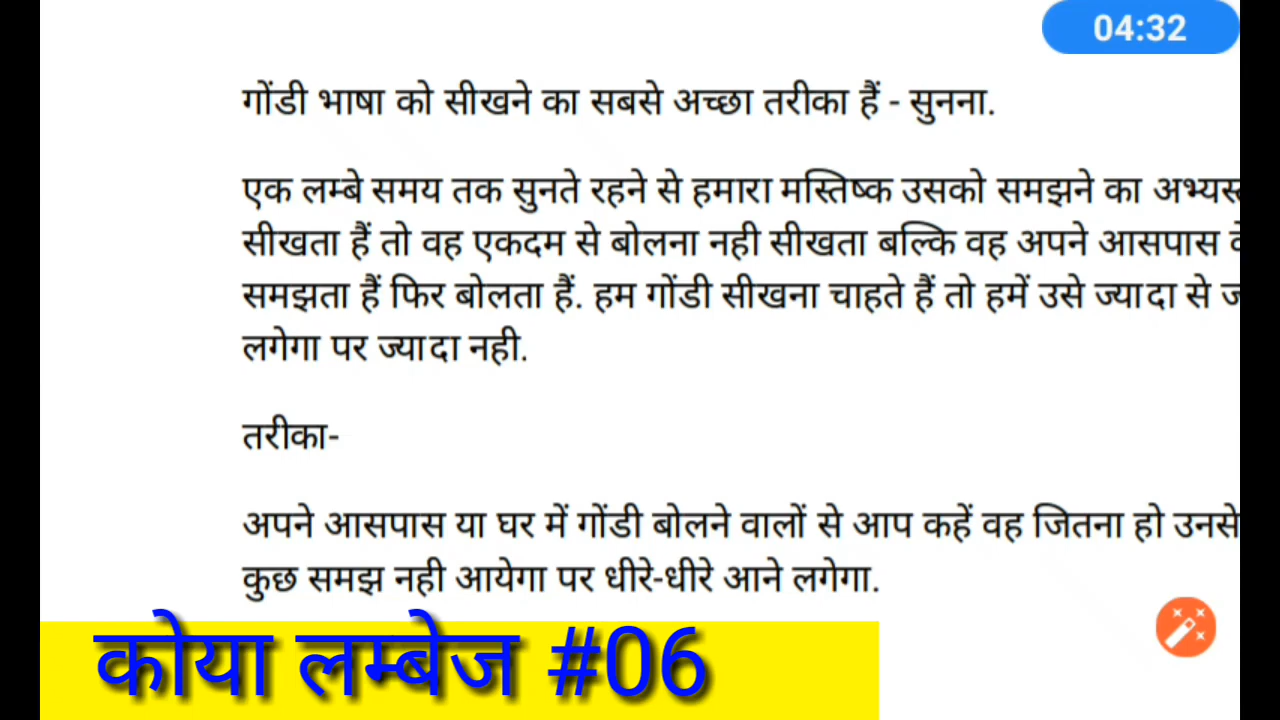 04:32
गोंडी भाषा को सीखने का सबसे अच्छा तरीका हैं - सुनना.
एक लम्बे समय तक सुनते रहने से हमारा मस्तिष्क उसको समझने का
सीखता हैं तो वह एकदम से बोलना नही सीखता बल्कि वह अपने आसपास
समझता हैं फिर बोलता हैं. हम गोंडी सीखना चाहते हैं तो हमें उसे ज्यादा से
लगेगा पर ज्यादा नही.
तरीका-
अपने आसपास या घर में गोंडी बोलने वालों से आप कहें वह जितना हो उनसे
कुछ समझ नही आयेगा पर धीरे-धीरे आने लगेगा.
कोया लम्बेज #06